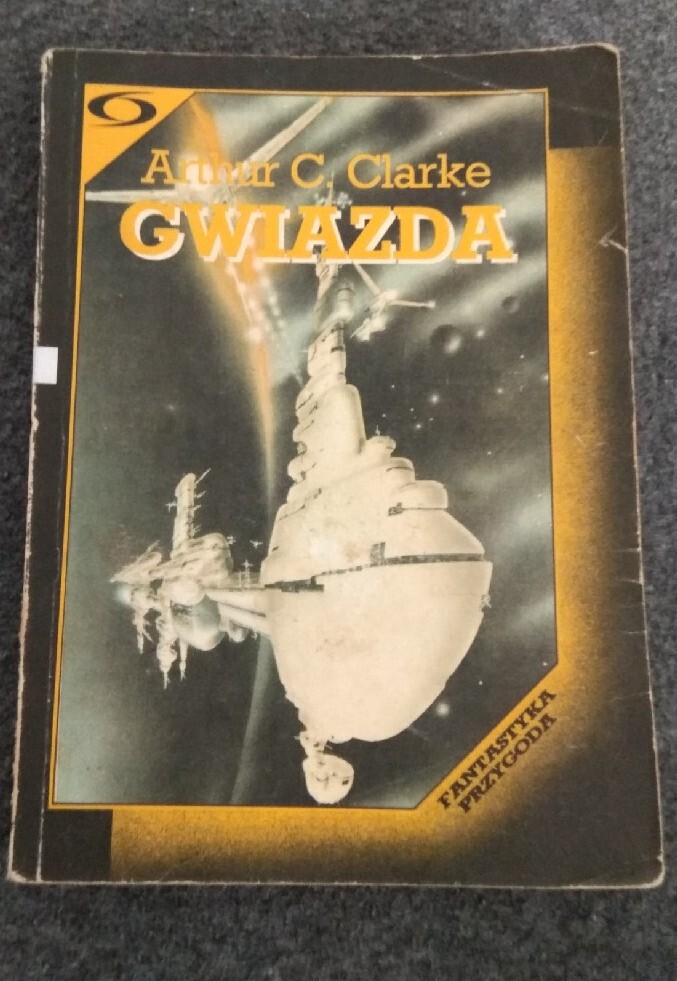 Arthur C. Clarke
GWIAZDA
FANTASTYKA
PRZYGODA